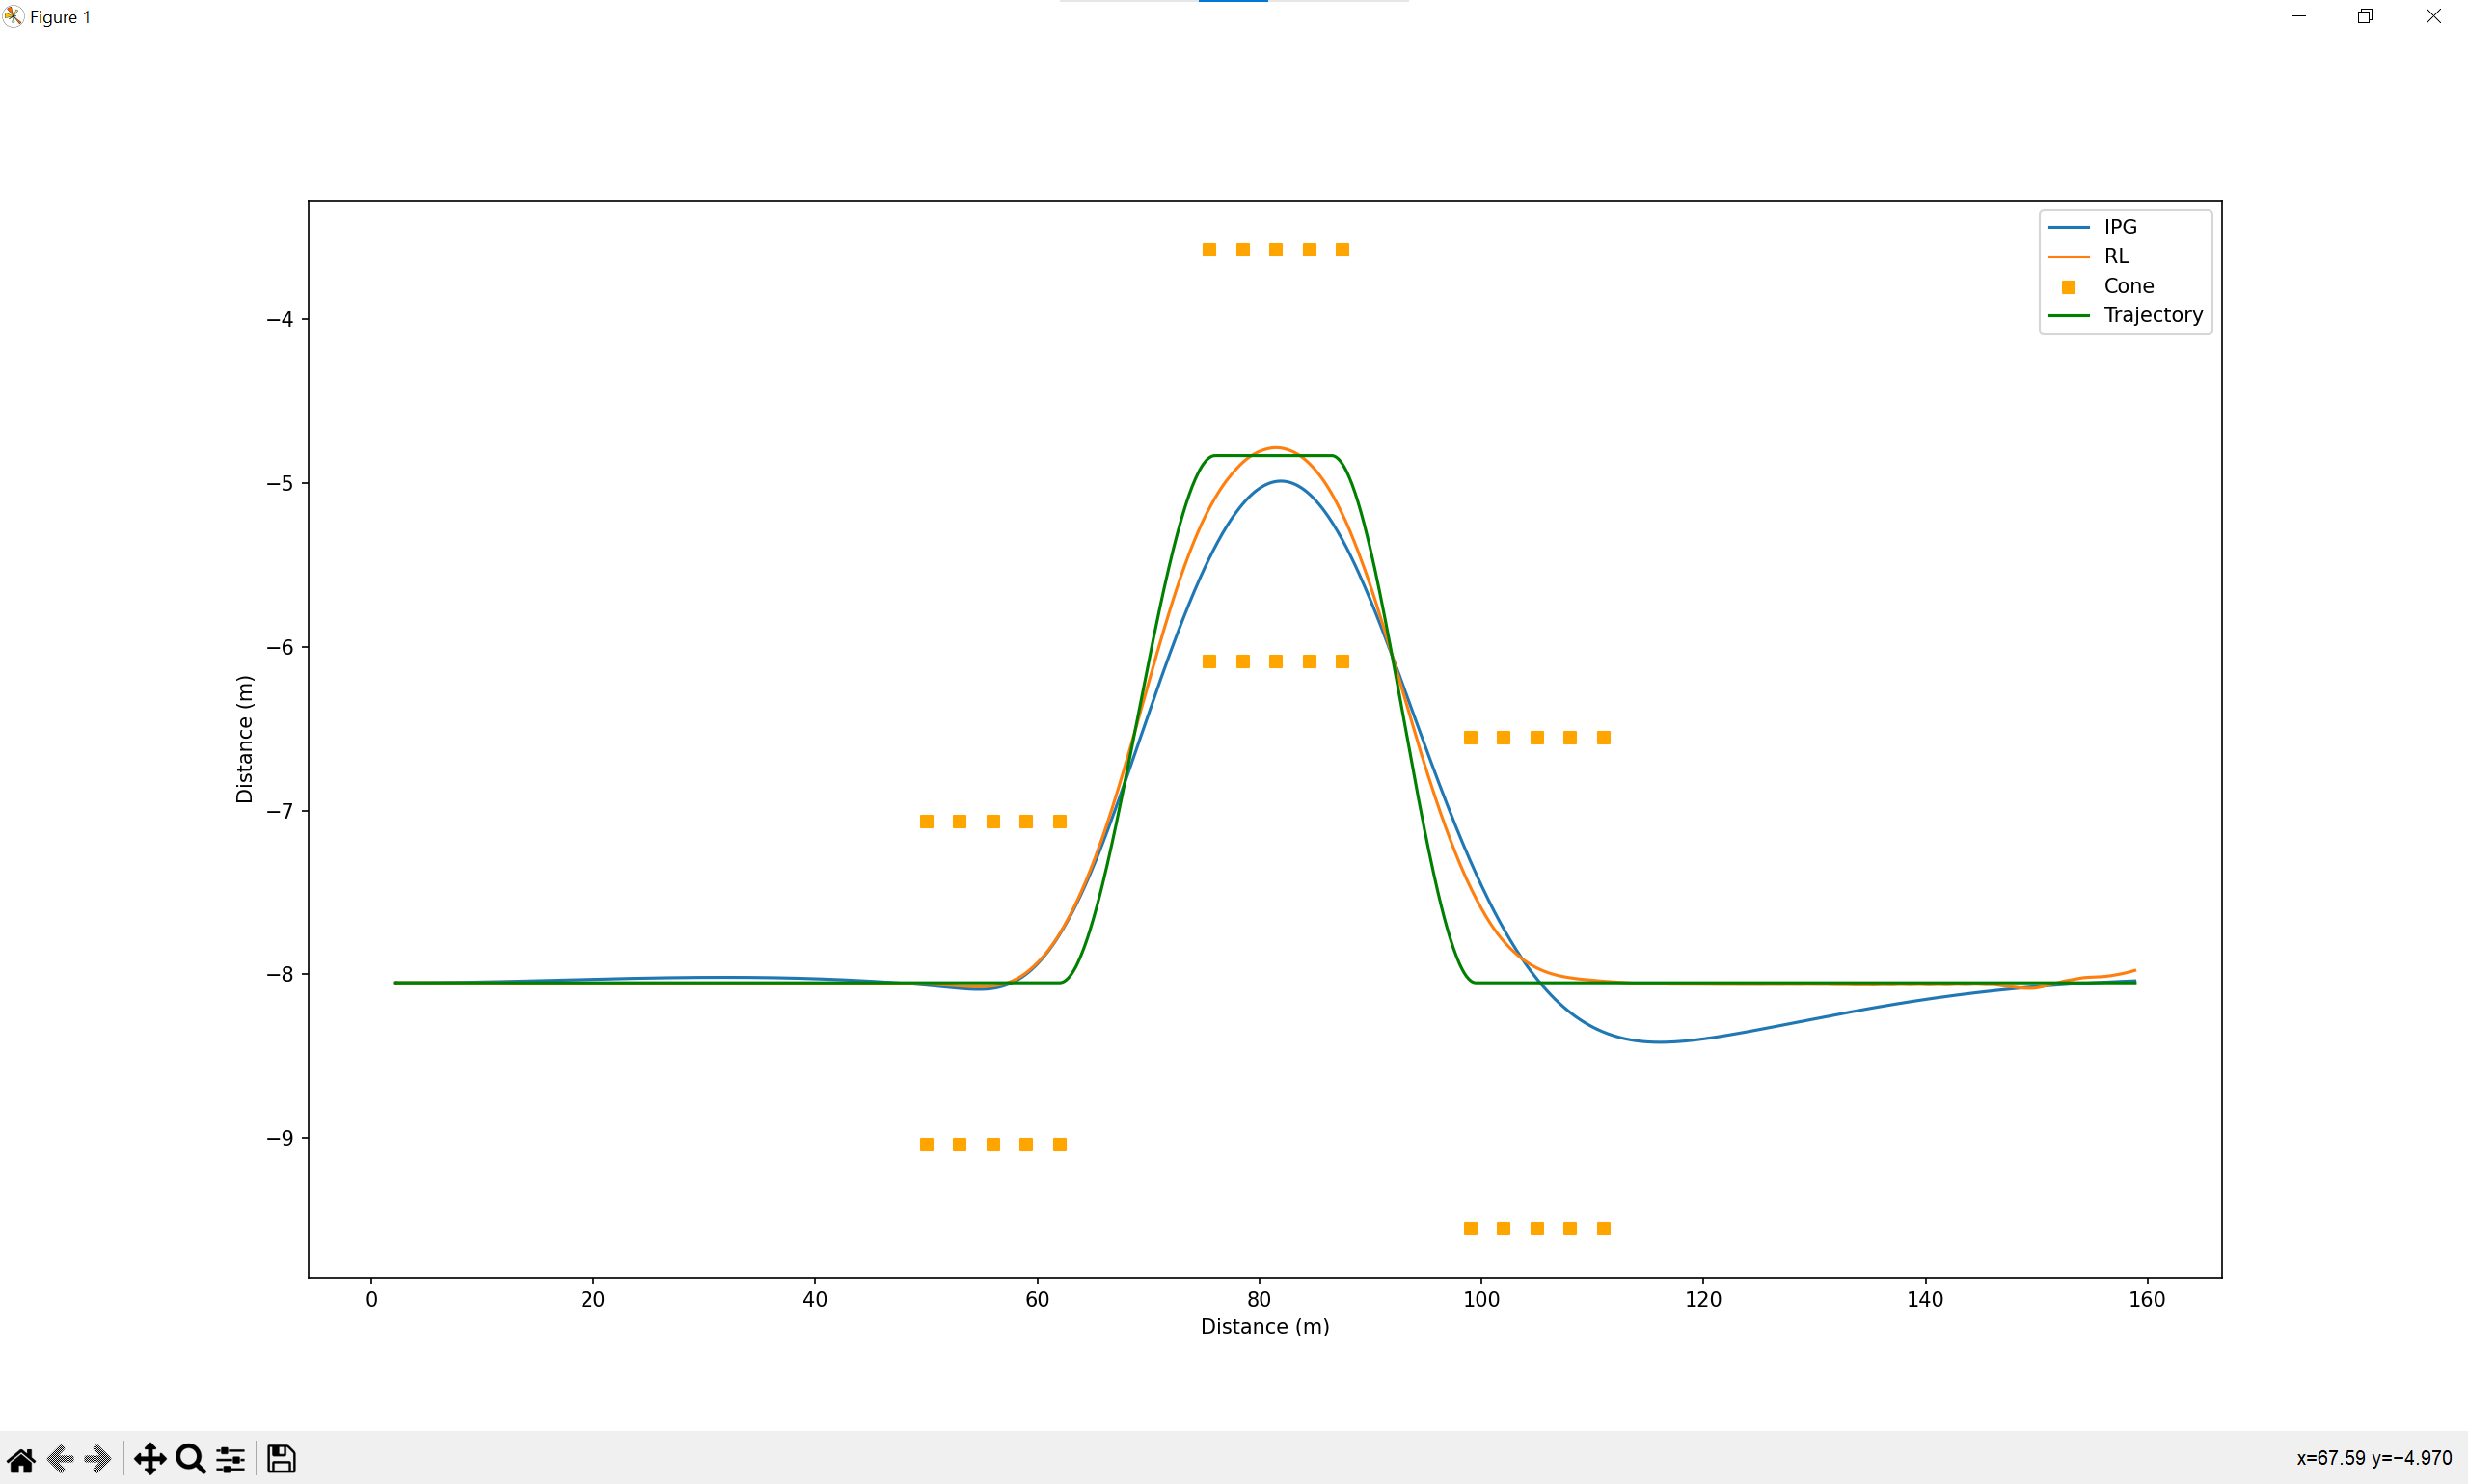 Figure 1
IPG
RL
Cone
Trajectory
−4
−5
−6
−7
−8
−9
Distance (m)
0 20 40 60 80 100 120 140 160
Distance (m)
x=67.59 y=−4.970